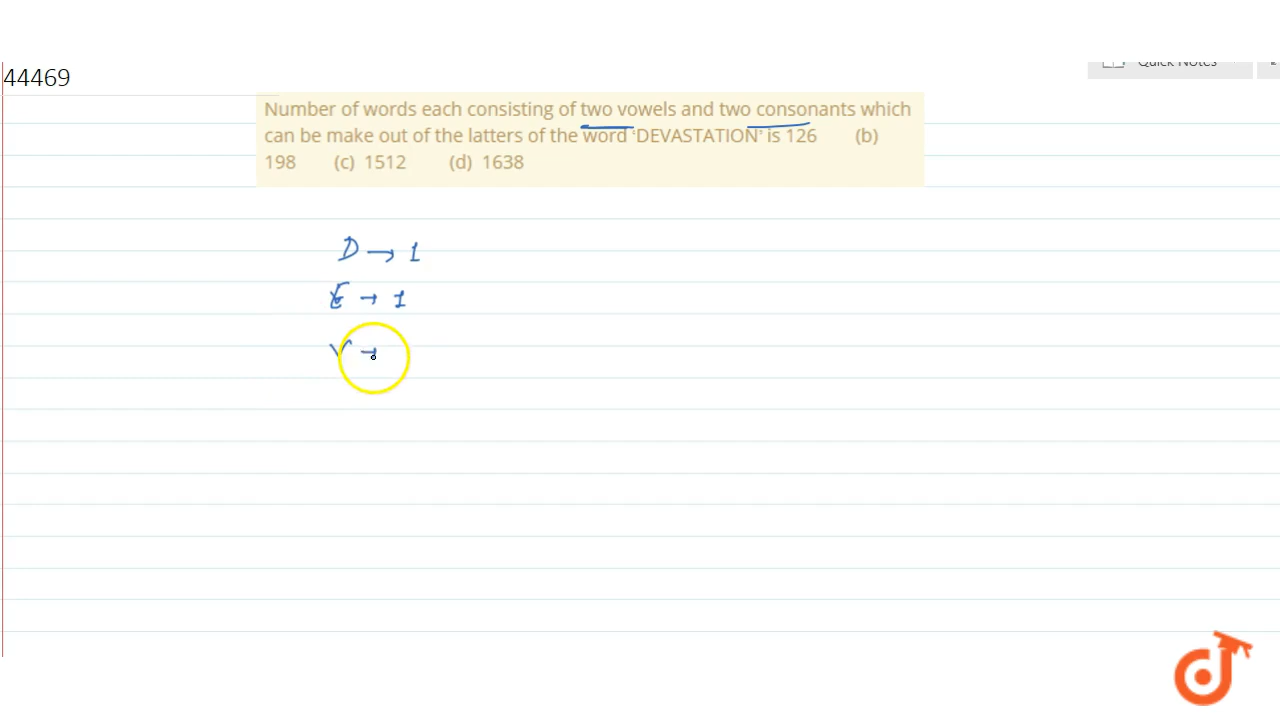 Quick Notes
44469
Number of words each consisting of two vowels and two consonants which
can be make out of the latters of the word 'DEVASTATION' is 126 (b)
198 (c) 1512 (d) 1638
D → 1
E → 1
V →